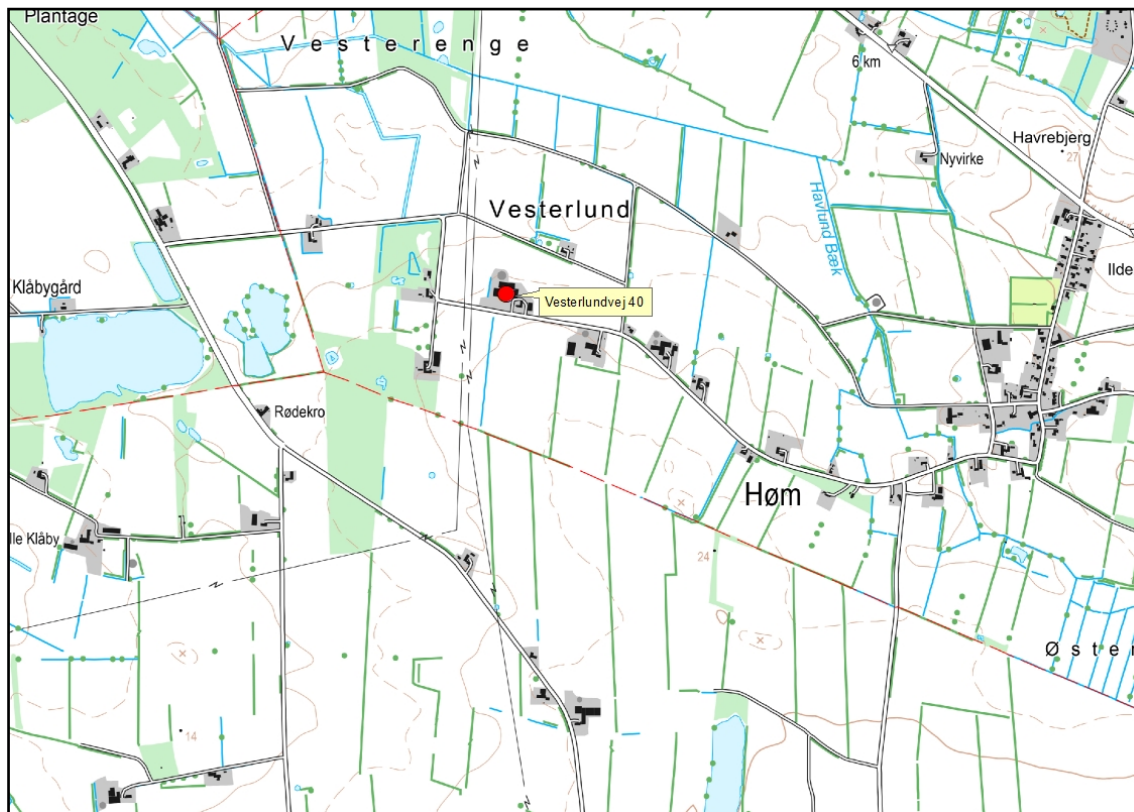 Plantage
Vesterenge
6 km
Havrebjerg
27
Nyvirke
Havlund Bæk
Vesterlund
Ilde
Klåbygård
Vesterlundvej 40
Rødekro
Høm
24
lle Klåby
Øste
14